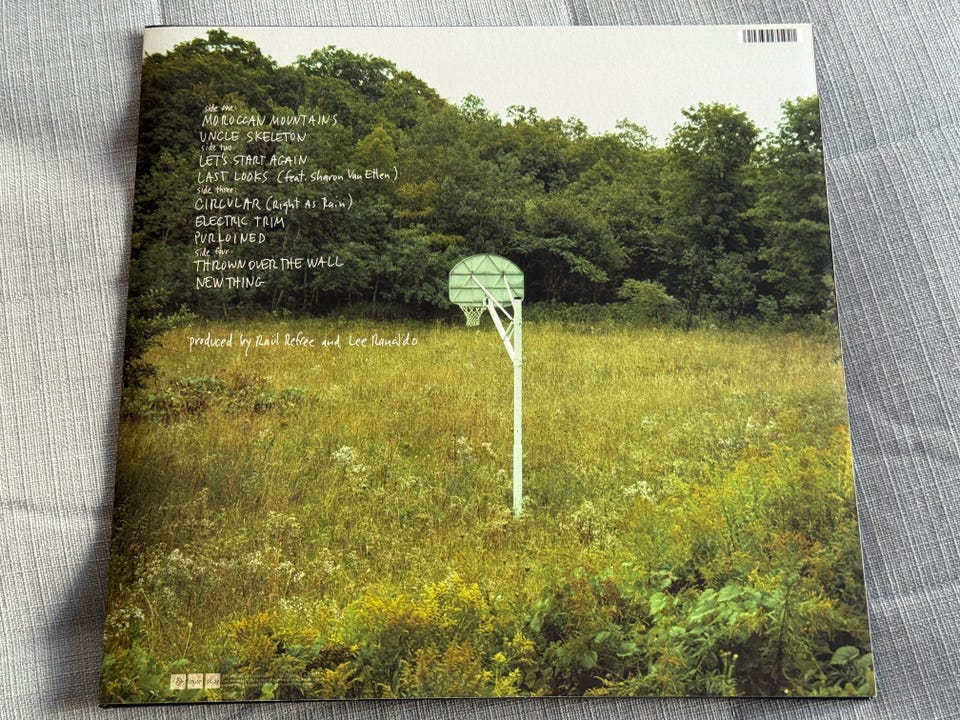 side one:
MOROCCAN MOUNTAINS
UNCLE SKELETON
side two:
LET'S START AGAIN
LAST LOOKS (feat. Sharon Van Etten)
side three:
CIRCULAR (Right As Rain)
ELECTRIC TRIM
PURLOINED
side four:
THROWN OVER THE WALL
NEW THING
produced by Raül Refree and Lee Ranaldo